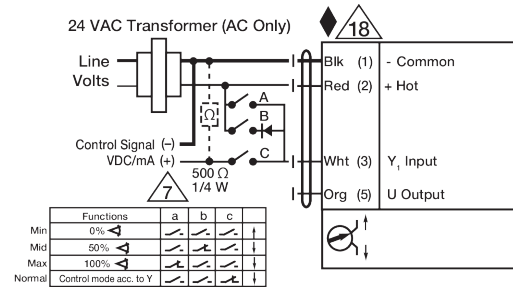 24 VAC Transformer (AC Only)
18
Line
Volts
Blk (1) - Common
Red (2) + Hot
A
Ω
B
Control Signal (–)
VDC/mA (+)
C
Wht (3) Y1 Input
500 Ω
1/4 W
7
Org (5) U Output
Functions a b c
Min 0%
Mid 50%
Max 100%
Normal Control mode acc. to Y